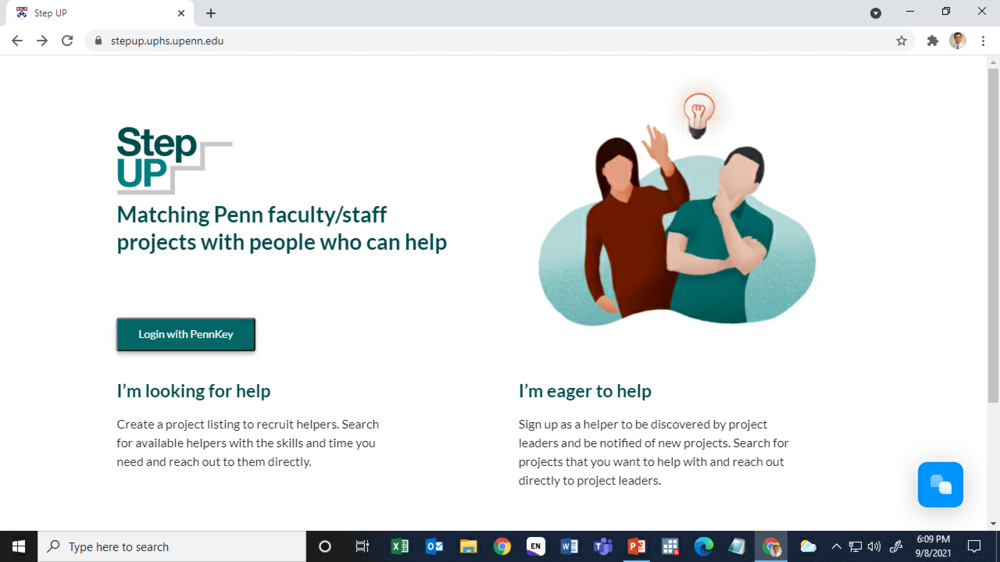 Step UP
stepup.uphs.upenn.edu
Step
UP
Matching Penn faculty/staff
projects with people who can help
Login with PennKey
I'm looking for help
Create a project listing to recruit helpers. Search
for available helpers with the skills and time you
need and reach out to them directly.
I'm eager to help
Sign up as a helper to be discovered by project
leaders and be notified of new projects. Search for
projects that you want to help with and reach out
directly to project leaders.
Type here to search
X
O
EN
W
T
P
16
6:09 PM
9/8/2021